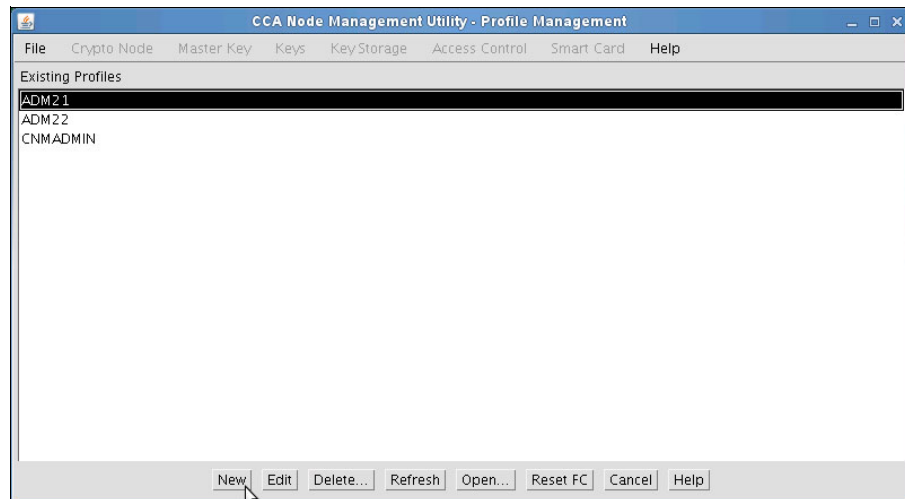 CCA Node Management Utility - Profile Management
File Crypto Node Master Key Keys Key Storage Access Control Smart Card Help
Existing Profiles
ADM21
ADM22
CNMADMIN
New Edit Delete... Refresh Open... Reset FC Cancel Help